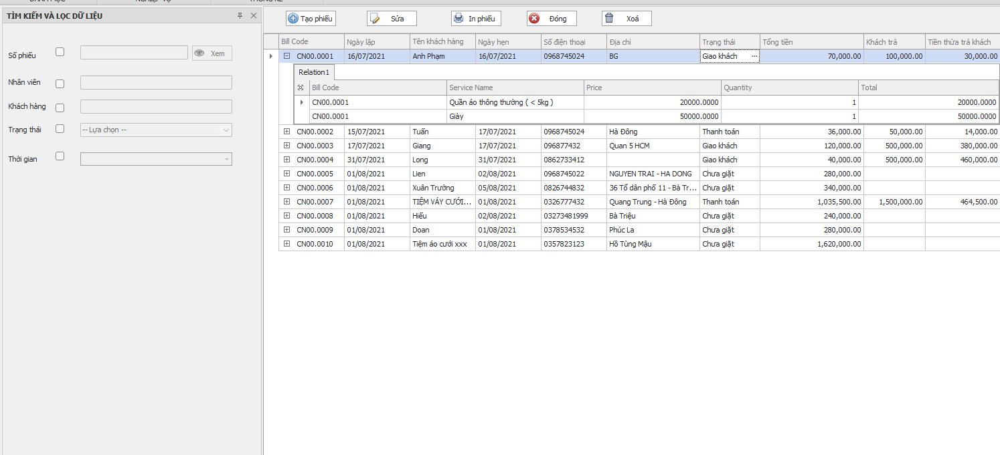 DANH MỤC NGHIỆP VỤ THỐNG KÊ
TÌM KIẾM VÀ LỌC DỮ LIỆU
Số phiếu Xem
Nhân viên
Khách hàng
Trạng thái -- Lựa chọn --
Thời gian
Tạo phiếu Sửa In phiếu Đóng Xoá
Bill Code Ngày lập Tên khách hàng Ngày hẹn Số điện thoại Địa chỉ Trạng thái Tổng tiền Khách trả Tiền thừa trả khách
CN00.0001 16/07/2021 Anh Phạm 16/07/2021 0968745024 BG Giao khách ... 70,000.00 100,000.00 30,000.00
Relation1
Bill Code Service Name Price Quantity Total
CN00.0001 Quần áo thông thường ( < 5kg ) 20000.0000 1 20000.0000
CN00.0001 Giày 50000.0000 1 50000.0000
CN00.0002 15/07/2021 Tuấn 17/07/2021 0968745024 Hà Đông Thanh toán 36,000.00 50,000.00 14,000.00
CN00.0003 17/07/2021 Giang 17/07/2021 096877432 Quan 5 HCM Giao khách 120,000.00 500,000.00 380,000.00
CN00.0004 31/07/2021 Long 31/07/2021 0862733412 Giao khách 40,000.00 500,000.00 460,000.00
CN00.0005 01/08/2021 Lien 02/08/2021 0968745022 NGUYEN TRAI - HA DONG Chưa giặt 280,000.00
CN00.0006 01/08/2021 Xuân Trường 05/08/2021 0826744832 36 Tổ dân phố 11 - Bà Tr... Chưa giặt 340,000.00
CN00.0007 01/08/2021 TIỆM VÁY CƯỚI... 01/08/2021 0326777432 Quang Trung - Hà Đông Thanh toán 1,035,500.00 1,500,000.00 464,500.00
CN00.0008 01/08/2021 Hiếu 02/08/2021 03273481999 Bà Triệu Chưa giặt 240,000.00
CN00.0009 01/08/2021 Doan 01/08/2021 0378534532 Phúc La Chưa giặt 280,000.00
CN00.0010 01/08/2021 Tiệm áo cưới xxx 01/08/2021 0357823123 Hồ Tùng Mậu Chưa giặt 1,620,000.00